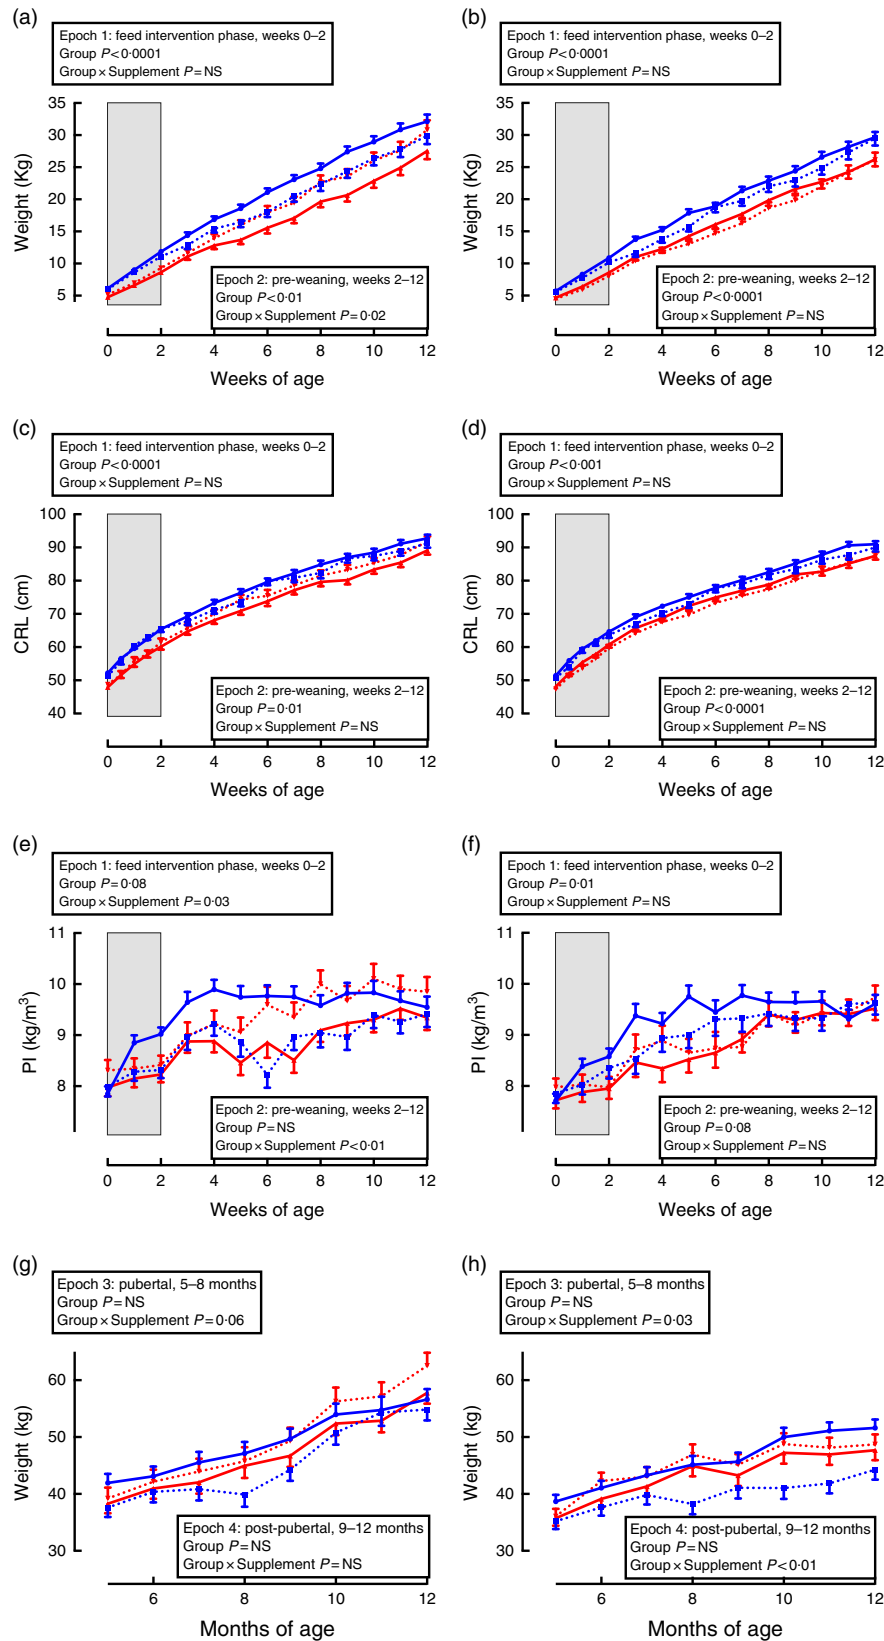 (a)
Epoch 1: feed intervention phase, weeks 0–2
Group P<0·0001
Group×Supplement P=NS
35
30
25
20
15
10
5
Weight (Kg)
Epoch 2: pre-weaning, weeks 2–12
Group P<0·01
Group×Supplement P=0·02
0 2 4 6 8 10 12
Weeks of age
(b)
Epoch 1: feed intervention phase, weeks 0–2
Group P<0·0001
Group×Supplement P=NS
35
30
25
20
15
10
5
Weight (Kg)
Epoch 2: pre-weaning, weeks 2–12
Group P<0·0001
Group×Supplement P=NS
0 2 4 6 8 10 12
Weeks of age
(c)
Epoch 1: feed intervention phase, weeks 0–2
Group P<0·0001
Group×Supplement P=NS
100
90
80
70
60
50
40
CRL (cm)
Epoch 2: pre-weaning, weeks 2–12
Group P=0·01
Group×Supplement P=NS
0 2 4 6 8 10 12
Weeks of age
(d)
Epoch 1: feed intervention phase, weeks 0–2
Group P<0·001
Group×Supplement P=NS
100
90
80
70
60
50
40
CRL (cm)
Epoch 2: pre-weaning, weeks 2–12
Group P<0·0001
Group×Supplement P=NS
0 2 4 6 8 10 12
Weeks of age
(e)
Epoch 1: feed intervention phase, weeks 0–2
Group P=0·08
Group×Supplement P=0·03
11
10
9
8
PI (kg/m³)
Epoch 2: pre-weaning, weeks 2–12
Group P=NS
Group×Supplement P<0·01
0 2 4 6 8 10 12
Weeks of age
(f)
Epoch 1: feed intervention phase, weeks 0–2
Group P=0·01
Group×Supplement P=NS
11
10
9
8
PI (kg/m³)
Epoch 2: pre-weaning, weeks 2–12
Group P=0·08
Group×Supplement P=NS
0 2 4 6 8 10 12
Weeks of age
(g)
Epoch 3: pubertal, 5–8 months
Group P=NS
Group×Supplement P=0·06
60
50
40
30
Weight (kg)
Epoch 4: post-pubertal, 9–12 months
Group P=NS
Group×Supplement P=NS
6 8 10 12
Months of age
(h)
Epoch 3: pubertal, 5–8 months
Group P=NS
Group×Supplement P=0·03
60
50
40
30
Weight (kg)
Epoch 4: post-pubertal, 9–12 months
Group P=NS
Group×Supplement P<0·01
6 8 10 12
Months of age